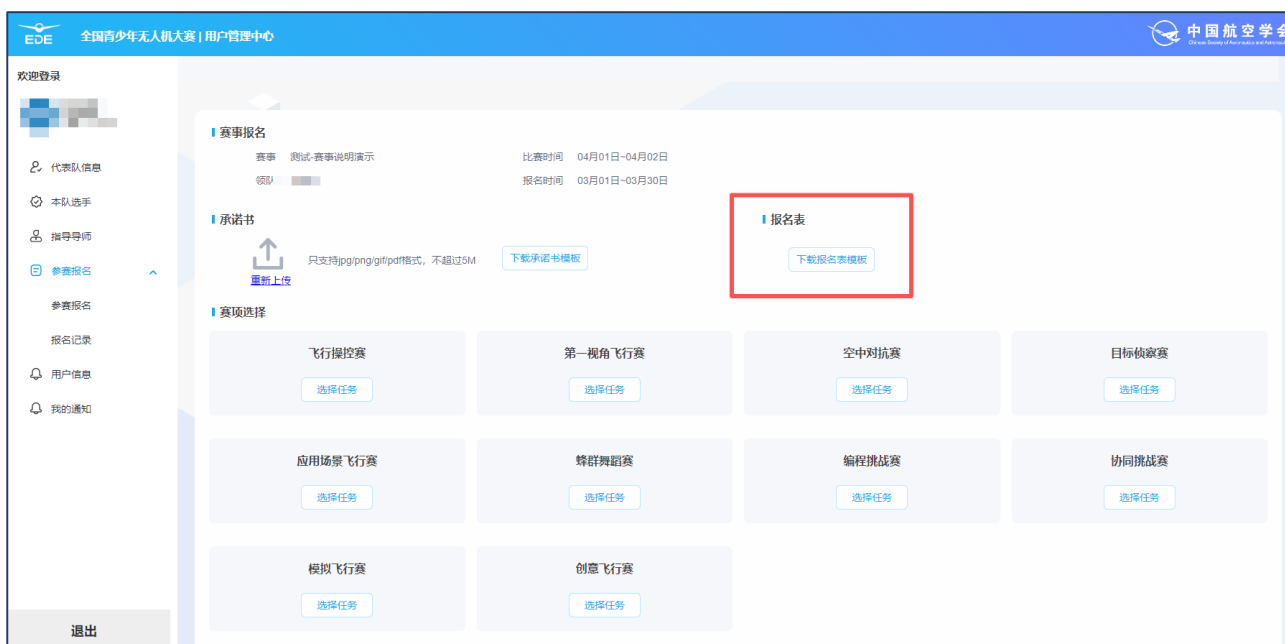 EDE 全国青少年无人机大赛|用户管理中心 中国航空学会
欢迎登录
代表队信息
本队选手
指导导师
参赛报名
参赛报名
报名记录
用户信息
我的通知
退出
赛事报名
赛事 测试-赛事说明演示 比赛时间 04月01日~04月02日
领队 报名时间 03月01日~03月30日
承诺书 报名表
只支持jpg/png/gif/pdf格式，不超过5M 下载承诺书模板 下载报名表模板
重新上传
赛项选择
飞行操控赛 第一视角飞行赛 空中对抗赛 目标侦察赛
选择任务 选择任务 选择任务 选择任务
应用场景飞行赛 蜂群舞蹈赛 编程挑战赛 协同挑战赛
选择任务 选择任务 选择任务 选择任务
模拟飞行赛 创意飞行赛
选择任务 选择任务